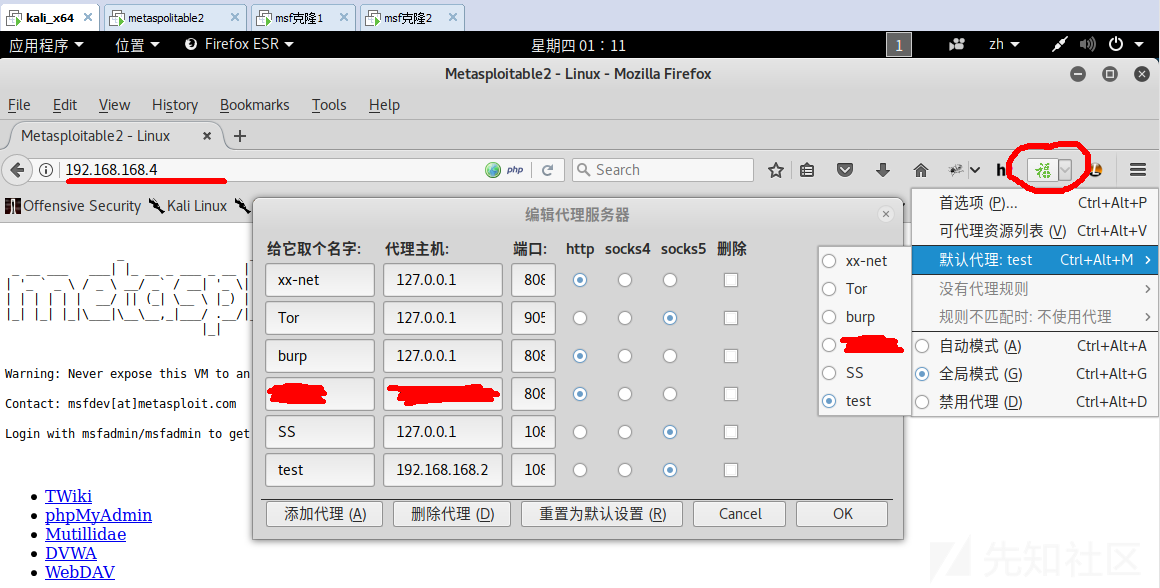 kali_x64 metaspolitable2 msf克隆1 msf克隆2
应用程序 位置 Firefox ESR 星期四 01：11 1 zh
Metasploitable2 - Linux - Mozilla Firefox
File Edit View History Bookmarks Tools Help
Metasploitable2 - Linux
192.168.168.4 php Search 福
Offensive Security Kali Linux
首选项 (P)... Ctrl+Alt+P
可代理资源列表 (V) Ctrl+Alt+V
默认代理: test Ctrl+Alt+M
没有代理规则
规则不匹配时: 不使用代理
自动模式 (A) Ctrl+Alt+A
全局模式 (G) Ctrl+Alt+G
禁用代理 (D) Ctrl+Alt+D
xx-net
Tor
burp
SS
test
编辑代理服务器
给它取个名字: 代理主机: 端口: http socks4 socks5 删除
xx-net 127.0.0.1 808
Tor 127.0.0.1 905
burp 127.0.0.1 808
808
SS 127.0.0.1 108
test 192.168.168.2 108
添加代理 (A) 删除代理 (D) 重置为默认设置 (R) Cancel OK
Warning: Never expose this VM to an
Contact: msfdev[at]metasploit.com
Login with msfadmin/msfadmin to get
TWiki
phpMyAdmin
Mutillidae
DVWA
WebDAV
先知社区